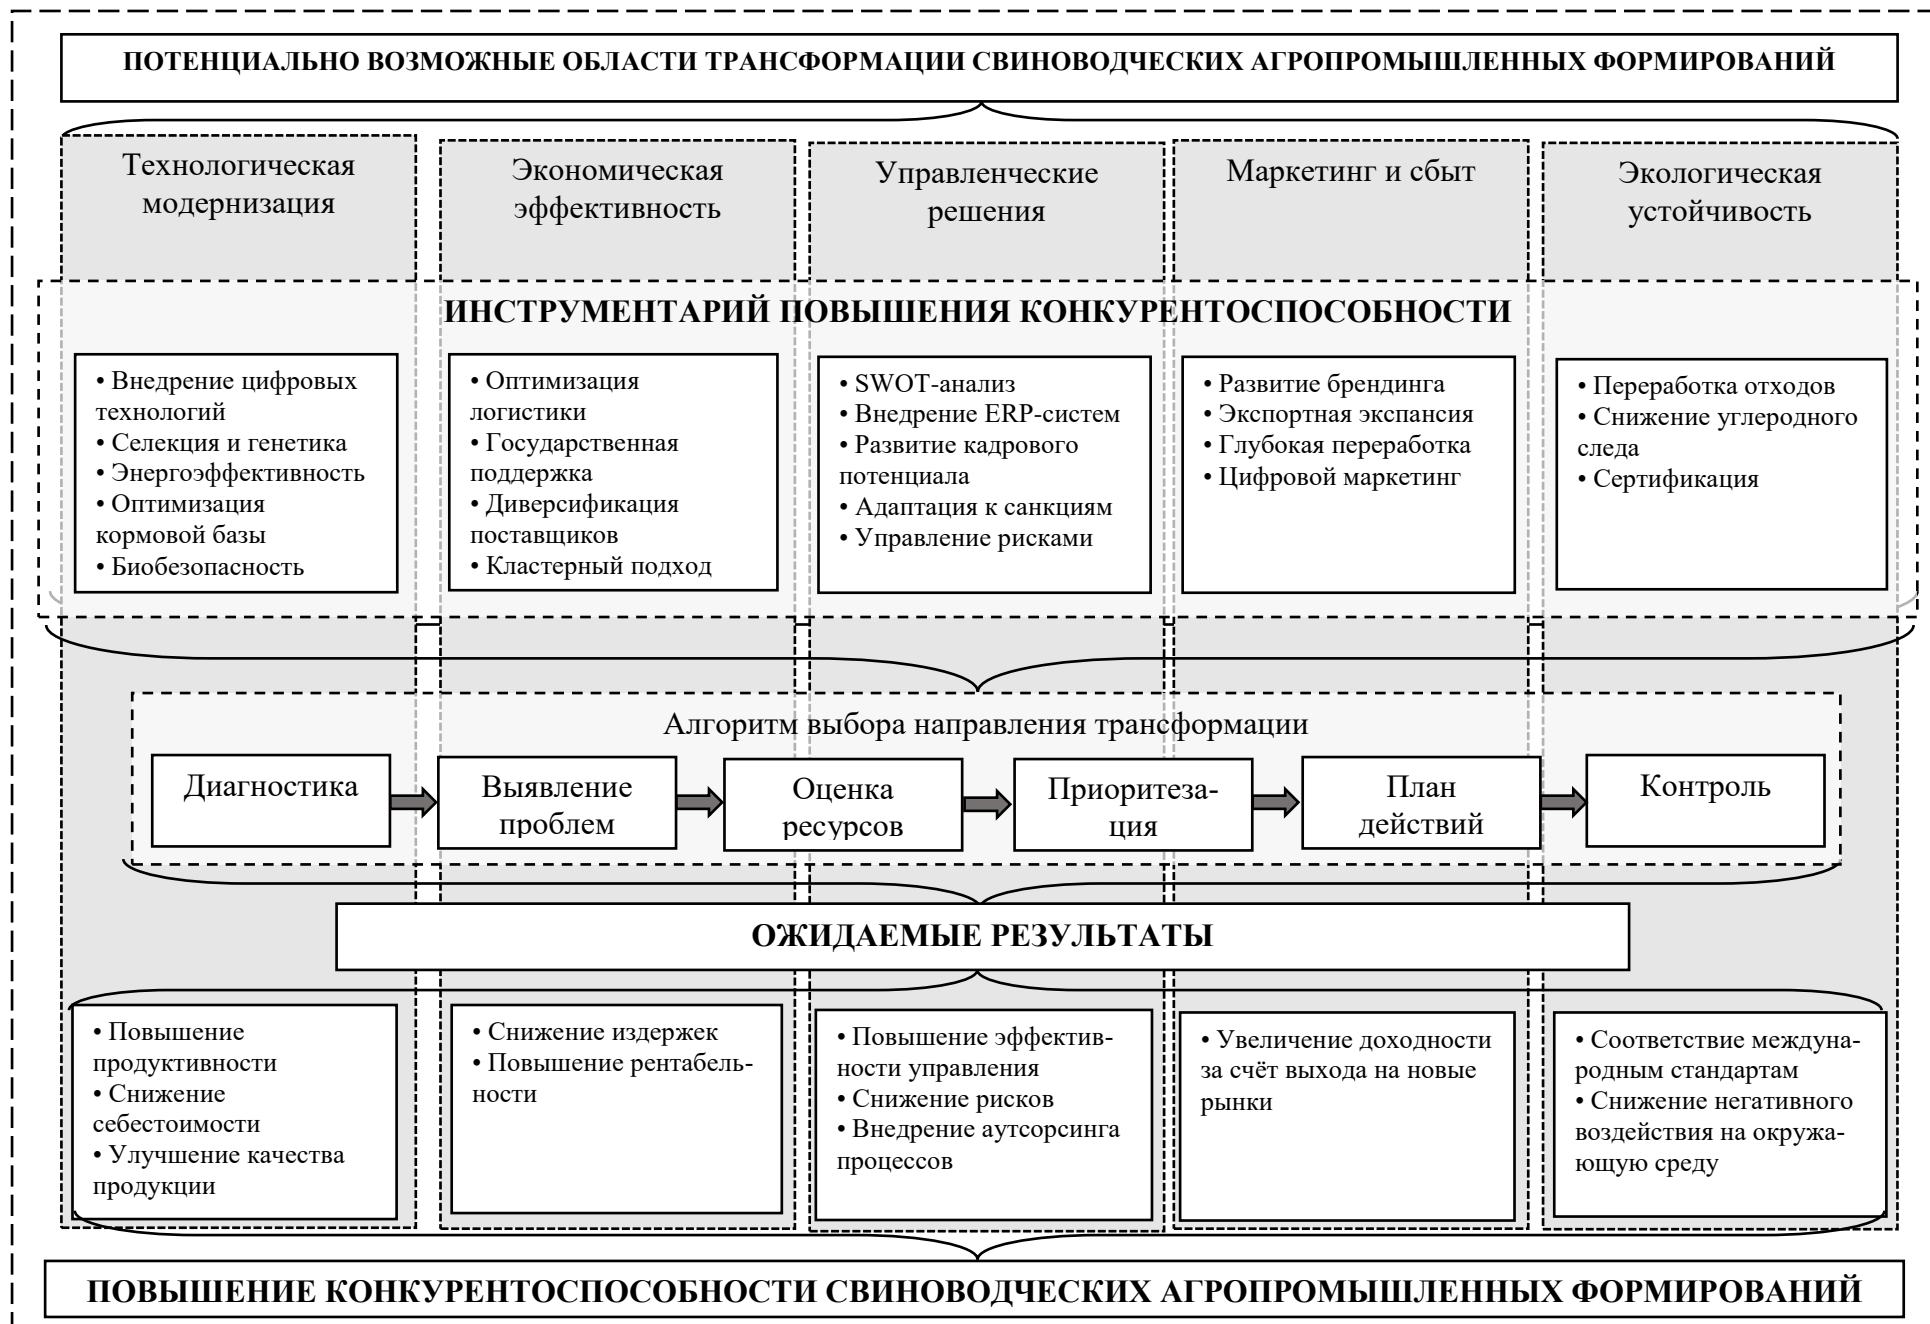 ПОТЕНЦИАЛЬНО ВОЗМОЖНЫЕ ОБЛАСТИ ТРАНСФОРМАЦИИ СВИНОВОДЧЕСКИХ АГРОПРОМЫШЛЕННЫХ ФОРМИРОВАНИЙ
Технологическая
модернизация
Экономическая
эффективность
Управленческие
решения
Маркетинг и сбыт
Экологическая
устойчивость
ИНСТРУМЕНТАРИЙ ПОВЫШЕНИЯ КОНКУРЕНТОСПОСОБНОСТИ
• Внедрение цифровых
технологий
• Селекция и генетика
• Энергоэффективность
• Оптимизация
кормовой базы
• Биобезопасность
• Оптимизация
логистики
• Государственная
поддержка
• Диверсификация
поставщиков
• Кластерный подход
• SWOT-анализ
• Внедрение ERP-систем
• Развитие кадрового
потенциала
• Адаптация к санкциям
• Управление рисками
• Развитие брендинга
• Экспортная экспансия
• Глубокая переработка
• Цифровой маркетинг
• Переработка отходов
• Снижение углеродного
следа
• Сертификация
Алгоритм выбора направления трансформации
Диагностика
Выявление
проблем
Оценка
ресурсов
Приоритеза-
ция
План
действий
Контроль
ОЖИДАЕМЫЕ РЕЗУЛЬТАТЫ
• Повышение
продуктивности
• Снижение
себестоимости
• Улучшение качества
продукции
• Снижение издержек
• Повышение рентабель-
ности
• Повышение эффектив-
ности управления
• Снижение рисков
• Внедрение аутсорсинга
процессов
• Увеличение доходности
за счёт выхода на новые
рынки
• Соответствие междуна-
родным стандартам
• Снижение негативного
воздействия на окружа-
ющую среду
ПОВЫШЕНИЕ КОНКУРЕНТОСПОСОБНОСТИ СВИНОВОДЧЕСКИХ АГРОПРОМЫШЛЕННЫХ ФОРМИРОВАНИЙ